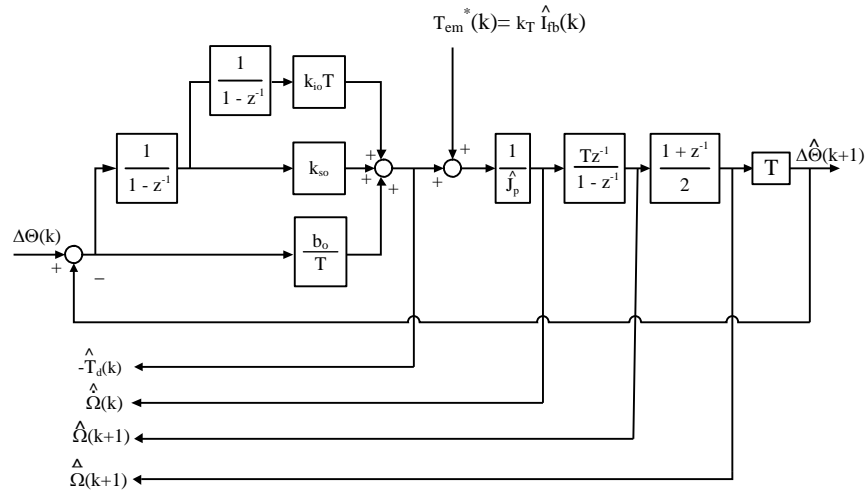 T_em^*(k)= k_T Î_fb(k)
1
1 - z^-1
k_io T
+
1
1 - z^-1
k_so
+
+
+
+
+
1
Ĵ_p
Tz^-1
1 - z^-1
1 + z^-1
2
T
ΔΘ̂(k+1)
ΔΘ(k)
+
−
b_o
T
-T̂_d(k)
Ω̇̂(k)
Ω̂(k+1)
Ω̂(k+1)